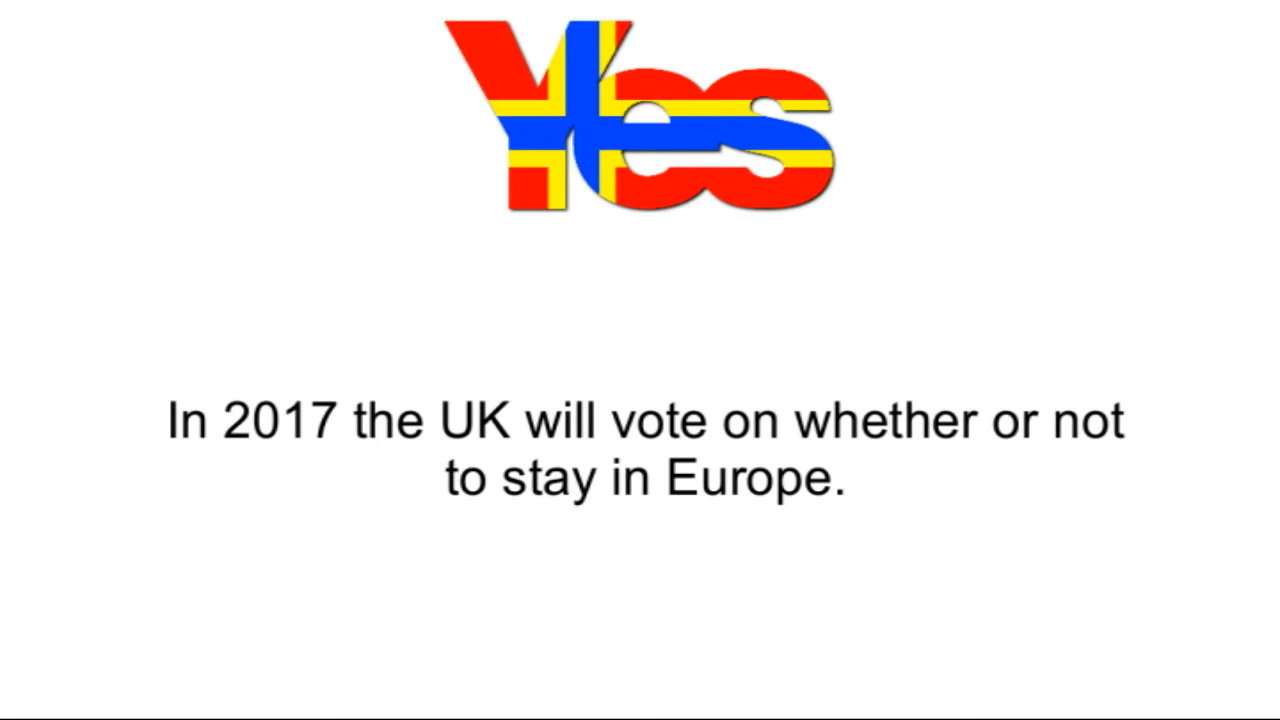 Yes
In 2017 the UK will vote on whether or not
to stay in Europe.